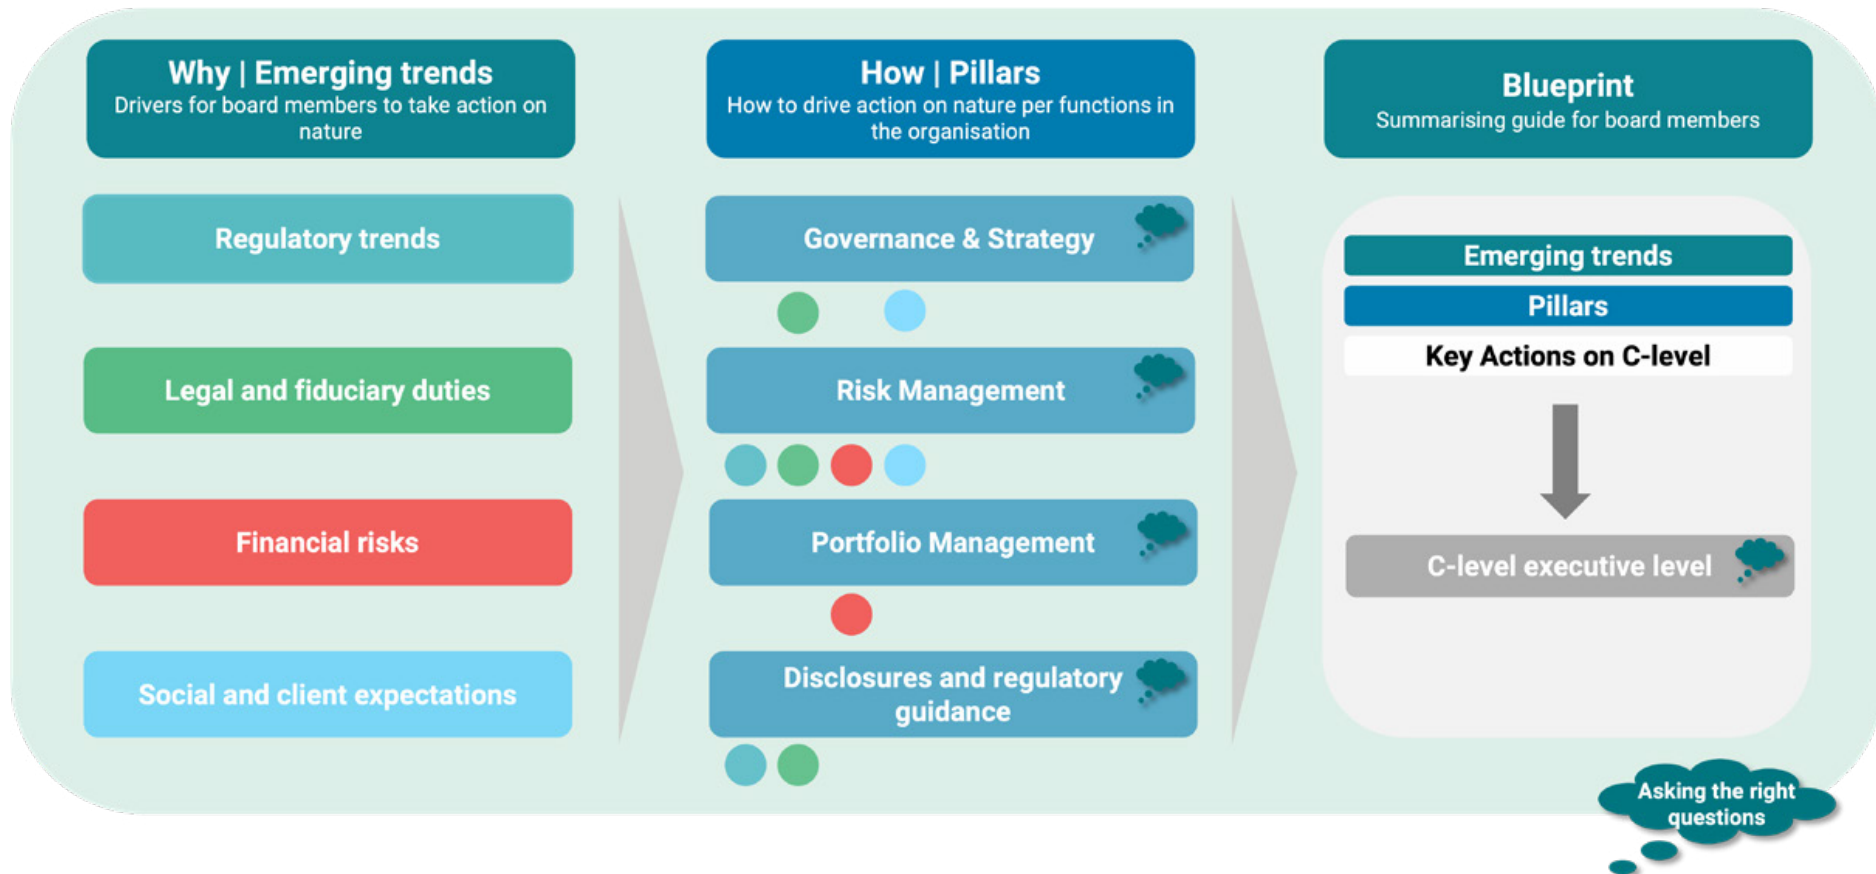 Why | Emerging trends
Drivers for board members to take action on
nature
Regulatory trends
Legal and fiduciary duties
Financial risks
Social and client expectations
How | Pillars
How to drive action on nature per functions in
the organisation
Governance & Strategy
Risk Management
Portfolio Management
Disclosures and regulatory
guidance
Blueprint
Summarising guide for board members
Emerging trends
Pillars
Key Actions on C-level
C-level executive level
Asking the right
questions